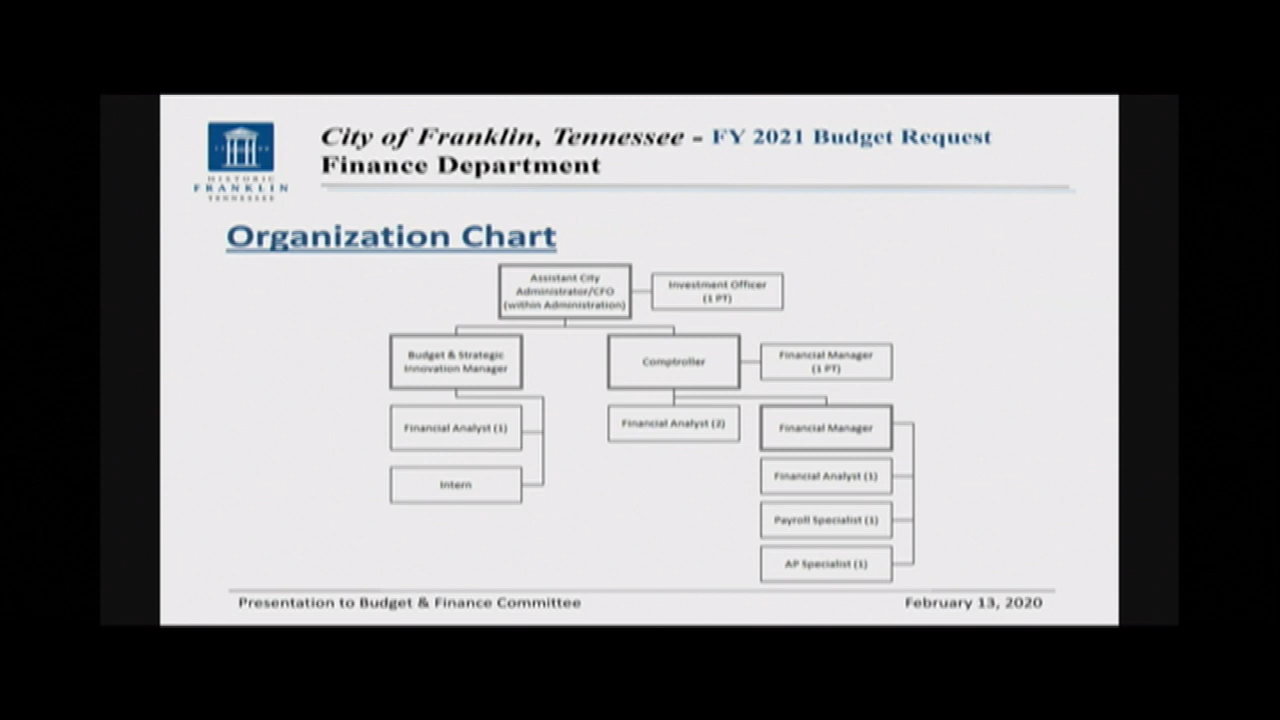 HISTORIC
FRANKLIN
TENNESSEE
City of Franklin, Tennessee - FY 2021 Budget Request
Finance Department
Organization Chart
Assistant City
Administrator/CFO
(within Administration)
Investment Officer
(1 PT)
Budget & Strategic
Innovation Manager
Comptroller
Financial Manager
(1 PT)
Financial Analyst (1)
Financial Analyst (2)
Financial Manager
Intern
Financial Analyst (1)
Payroll Specialist (1)
AP Specialist (1)
Presentation to Budget & Finance Committee
February 13, 2020